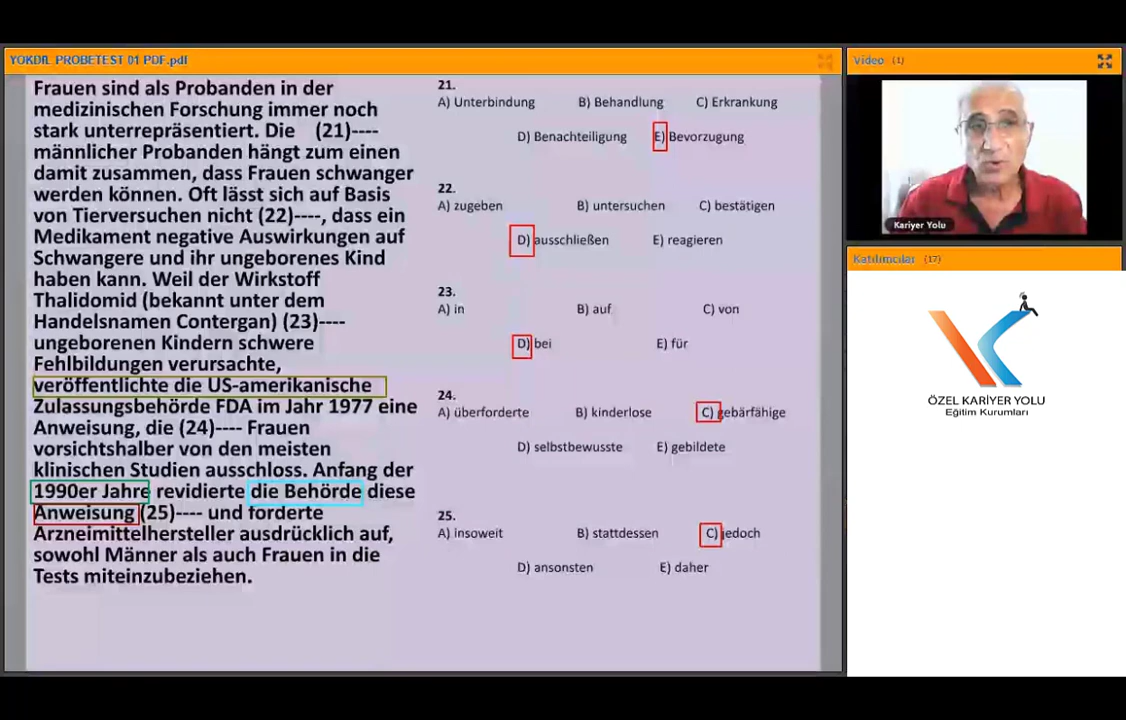 YOKDIL PROBETEST 01 PDF.pdf
Frauen sind als Probanden in der
medizinischen Forschung immer noch
stark unterrepräsentiert. Die (21)----
männlicher Probanden hängt zum einen
damit zusammen, dass Frauen schwanger
werden können. Oft lässt sich auf Basis
von Tierversuchen nicht (22)----, dass ein
Medikament negative Auswirkungen auf
Schwangere und ihr ungeborenes Kind
haben kann. Weil der Wirkstoff
Thalidomid (bekannt unter dem
Handelsnamen Contergan) (23)----
ungeborenen Kindern schwere
Fehlbildungen verursachte,
veröffentlichte die US-amerikanische
Zulassungsbehörde FDA im Jahr 1977 eine
Anweisung, die (24)---- Frauen
vorsichtshalber von den meisten
klinischen Studien ausschloss. Anfang der
1990er Jahre revidierte die Behörde diese
Anweisung (25)---- und forderte
Arzneimittelhersteller ausdrücklich auf,
sowohl Männer als auch Frauen in die
Tests miteinzubeziehen.
21.
A) Unterbindung B) Behandlung C) Erkrankung
D) Benachteiligung E) Bevorzugung
22.
A) zugeben B) untersuchen C) bestätigen
D) ausschließen E) reagieren
23.
A) in B) auf C) von
D) bei E) für
24.
A) überforderte B) kinderlose C) gebärfähige
D) selbstbewusste E) gebildete
25.
A) insoweit B) stattdessen C) jedoch
D) ansonsten E) daher
Video (1)
Kariyer Yolu
Katılımcılar (17)
ÖZEL KARİYER YOLU
Eğitim Kurumları